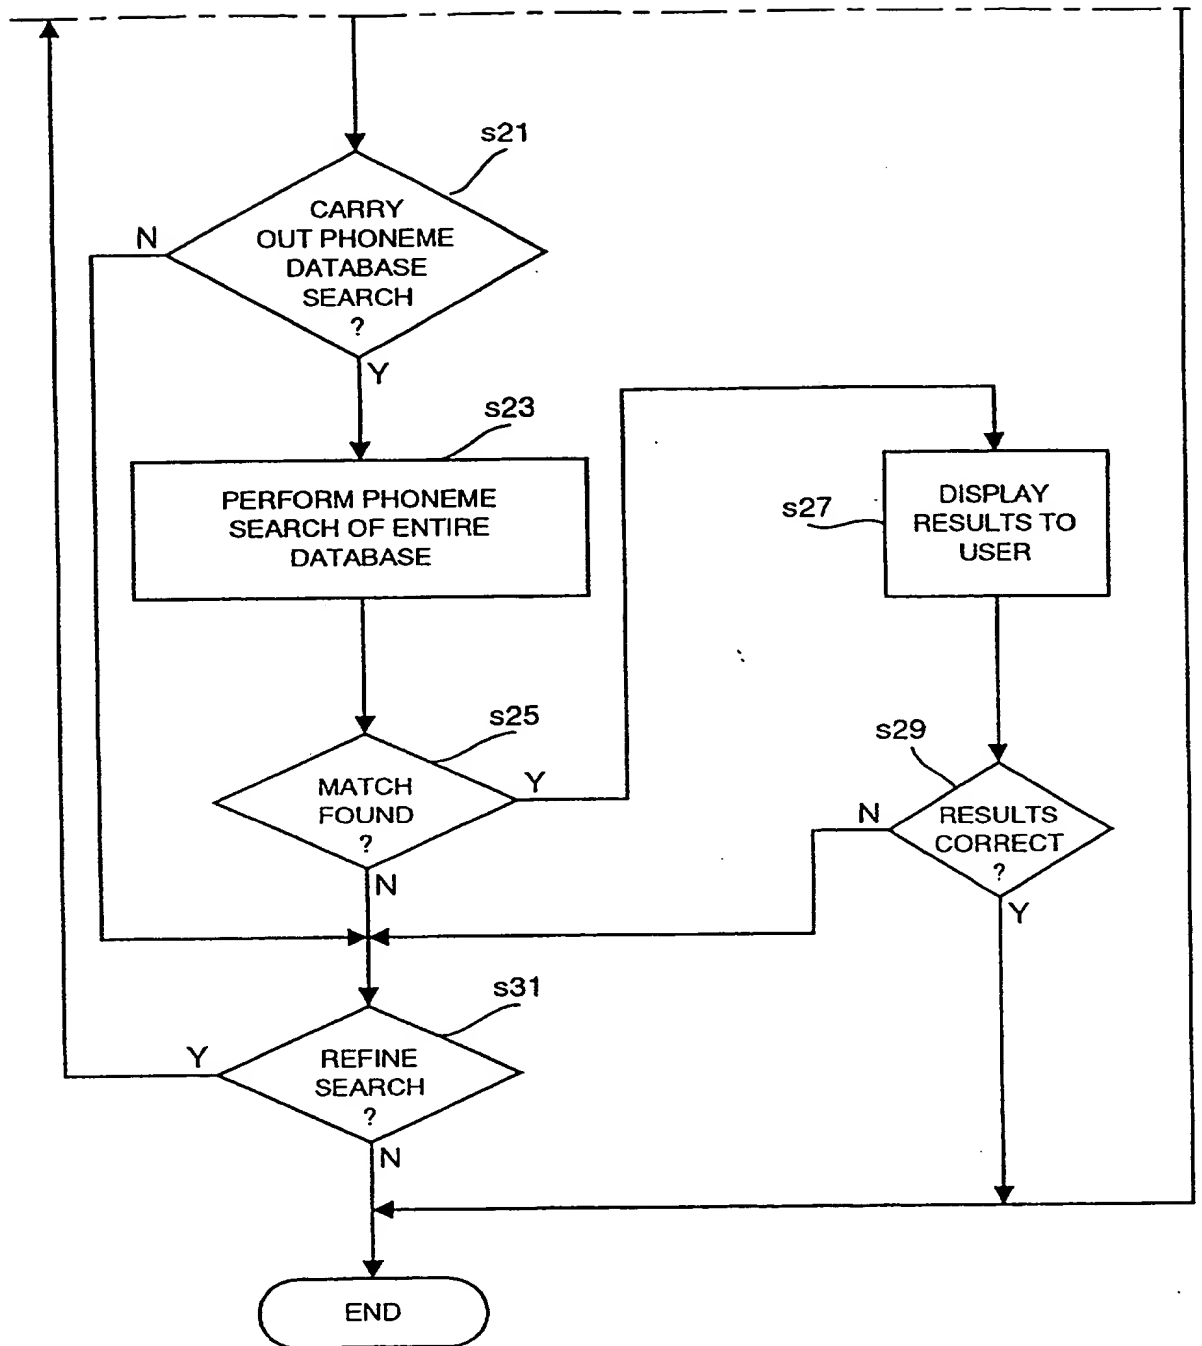 s21
CARRY
OUT PHONEME
DATABASE
SEARCH
?
N
Y
s23
PERFORM PHONEME
SEARCH OF ENTIRE
DATABASE
s27
DISPLAY
RESULTS TO
USER
s25
MATCH
FOUND
?
Y
N
s29
RESULTS
CORRECT
?
N
Y
s31
REFINE
SEARCH
?
Y
N
END